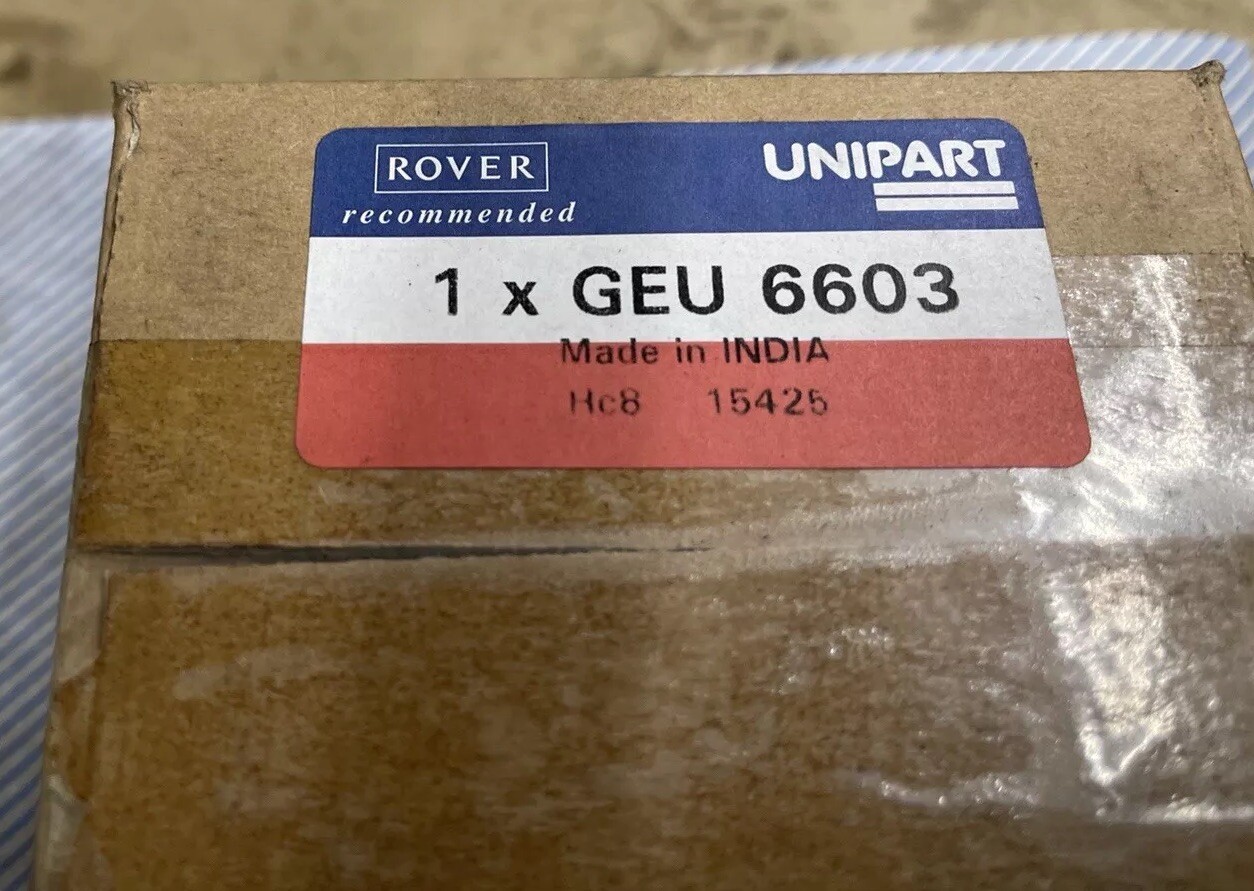 ROVER
recommended
UNIPART
1 x GEU 6603
Made in INDIA
Hc8 15425